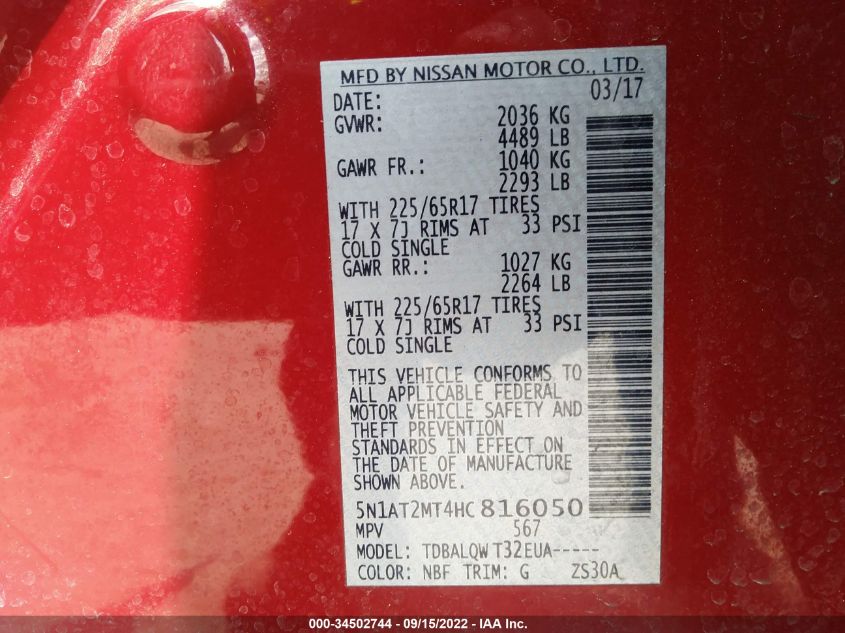 MFD BY NISSAN MOTOR CO., LTD.
DATE: 03/17
GVWR: 2036 KG
4489 LB
GAWR FR.: 1040 KG
2293 LB
WITH 225/65R17 TIRES
17 X 7J RIMS AT 33 PSI
COLD SINGLE
GAWR RR.: 1027 KG
2264 LB
WITH 225/65R17 TIRES
17 X 7J RIMS AT 33 PSI
COLD SINGLE
THIS VEHICLE CONFORMS TO
ALL APPLICABLE FEDERAL
MOTOR VEHICLE SAFETY AND
THEFT PREVENTION
STANDARDS IN EFFECT ON
THE DATE OF MANUFACTURE
SHOWN ABOVE.
5N1AT2MT4HC816050
MPV 567
MODEL: TDBALQW T32EUA-----
COLOR: NBF TRIM: G ZS30A
000-34502744 - 09/15/2022 - IAA Inc.